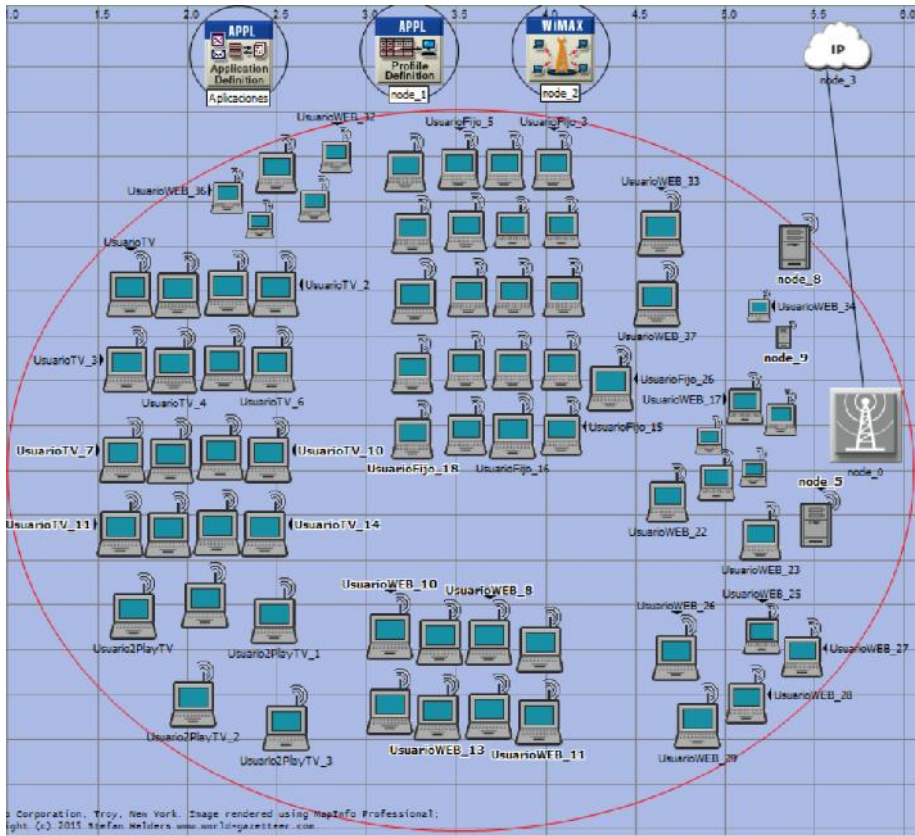 1.0 1.5 2.0 2.5 3.0 3.5 4.0 4.5 5.0 5.5 6.0
APPL
Application
Definition
Aplicaciones
APPL
Profile
Definition
node_1
WiMAX
node_2
IP
node_3
UsuarioWEB_32
UsuarioFijo_5
UsuarioFijo_3
UsuarioWEB_36
UsuarioWEB_33
UsuarioTV
UsuarioTV_2
node_8
UsuarioWEB_34
UsuarioWEB_37
node_9
UsuarioTV_3
UsuarioTV_4
UsuarioTV_6
UsuarioFijo_26
UsuarioWEB_17
UsuarioFijo_15
UsuarioTV_7
UsuarioTV_10
UsuarioFijo_18
UsuarioFijo_16
node_0
node_5
UsuarioTV_11
UsuarioTV_14
UsuarioWEB_22
UsuarioWEB_23
UsuarioWEB_10
UsuarioWEB_8
UsuarioWEB_26
UsuarioWEB_25
Usuario2PlayTV
Usuario2PlayTV_1
UsuarioWEB_27
UsuarioWEB_28
Usuario2PlayTV_2
Usuario2PlayTV_3
UsuarioWEB_13
UsuarioWEB_11
UsuarioWEB_29
o Corporation, Troy, New York. Image rendered using MapInfo Professional;
ight (c) 2015 Stefan Helders www.world-gazetteer.com